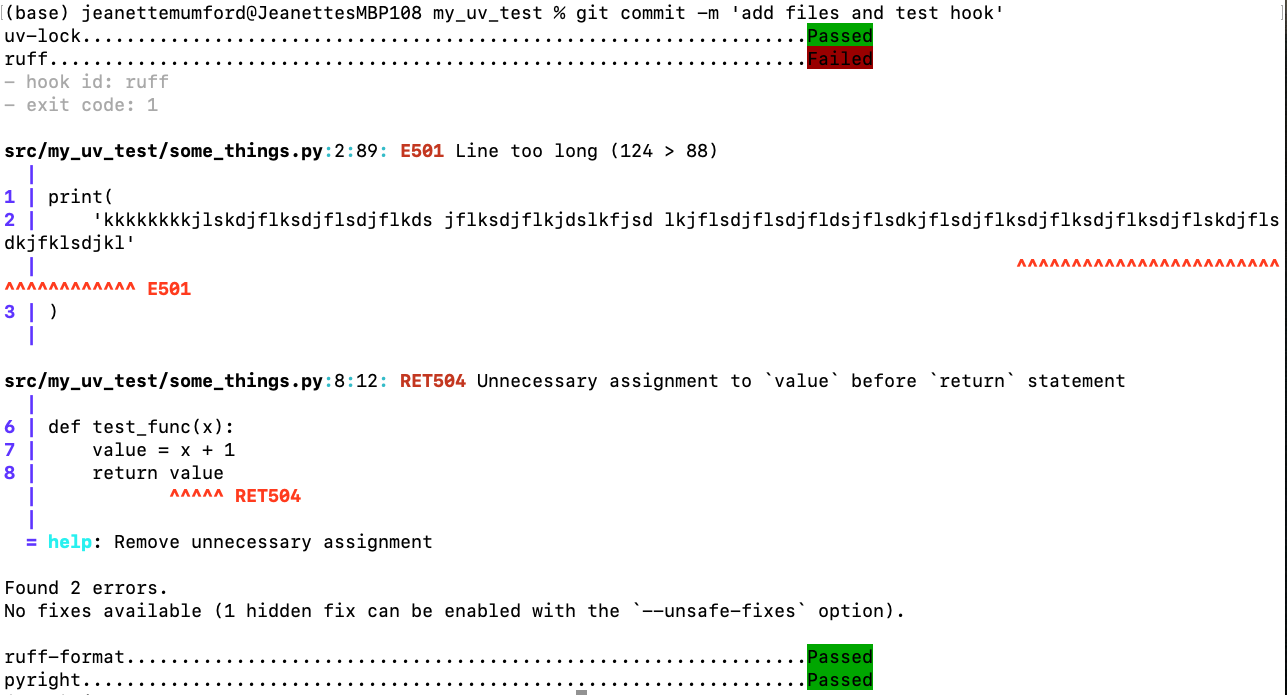 (base) jeanettemumford@JeanettesMBP108 my_uv_test % git commit -m 'add files and test hook'
uv-lock..................................................................Passed
ruff.....................................................................Failed
- hook id: ruff
- exit code: 1
src/my_uv_test/some_things.py:2:89: E501 Line too long (124 > 88)
  |
1 | print(
2 |     'kkkkkkkkjlskdjflksdjflsdjflkds jflksdjflkjdslkfjsd lkjflsdjflsdjfldsjflsdkjflsdjflksdjflksdjflksdjflskdjfls
dkjfklsdjkl'
  |                                                                                         ^^^^^^^^^^^^^^^^^^^^^^^^
^^^^^^^^^^^^ E501
3 | )
  |
src/my_uv_test/some_things.py:8:12: RET504 Unnecessary assignment to `value` before `return` statement
  |
6 | def test_func(x):
7 |     value = x + 1
8 |     return value
  |            ^^^^^ RET504
  |
  = help: Remove unnecessary assignment
Found 2 errors.
No fixes available (1 hidden fix can be enabled with the `--unsafe-fixes` option).
ruff-format..............................................................Passed
pyright..................................................................Passed